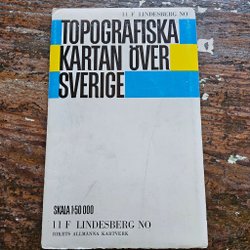 11 F LINDESBERG NO
TOPOGRAFISKA
KARTAN ÖVER
SVERIGE
SKALA 1:50 000
11 F LINDESBERG NO
RIKETS ALLMÄNNA KARTVERK